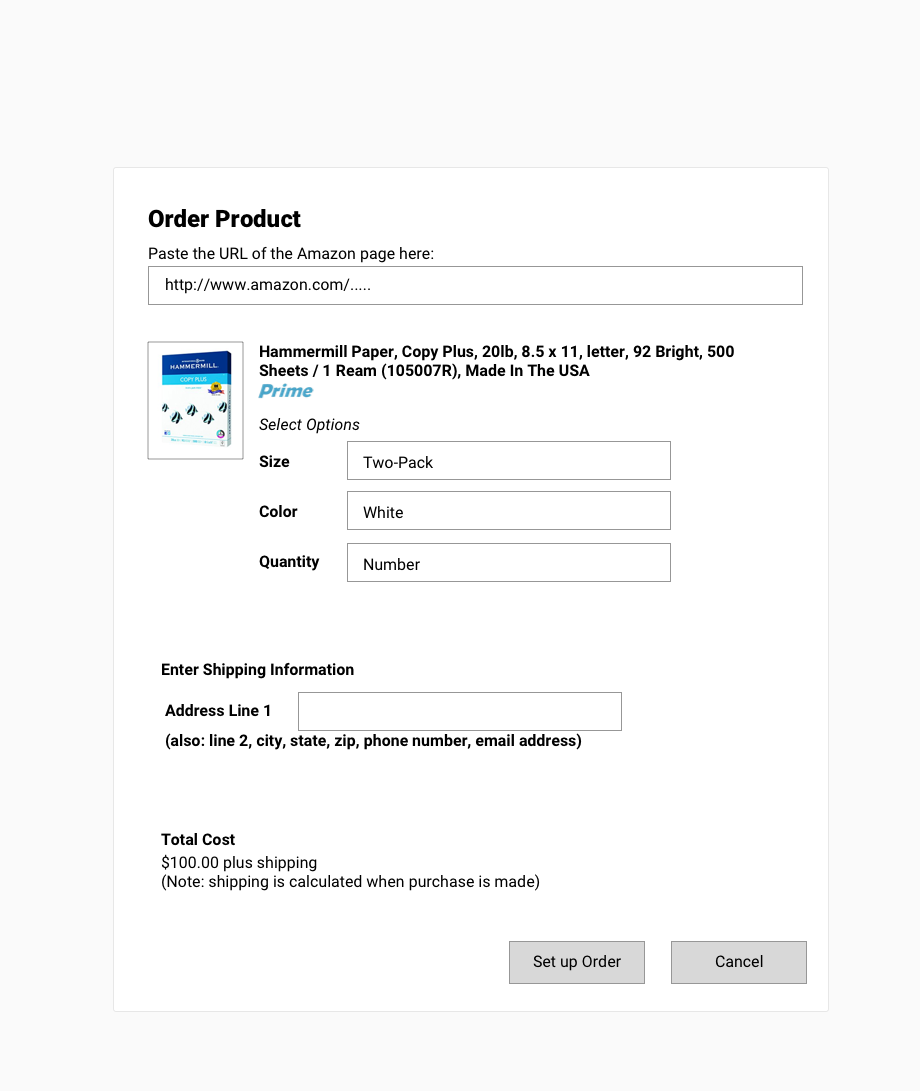 Order Product
Paste the URL of the Amazon page here:
http://www.amazon.com/.....
Hammermill Paper, Copy Plus, 20lb, 8.5 x 11, letter, 92 Bright, 500
Sheets / 1 Ream (105007R), Made In The USA
Prime
HAMMERMILL
COPY PLUS
Select Options
Size Two-Pack
Color White
Quantity Number
Enter Shipping Information
Address Line 1
(also: line 2, city, state, zip, phone number, email address)
Total Cost
$100.00 plus shipping
(Note: shipping is calculated when purchase is made)
Set up Order Cancel